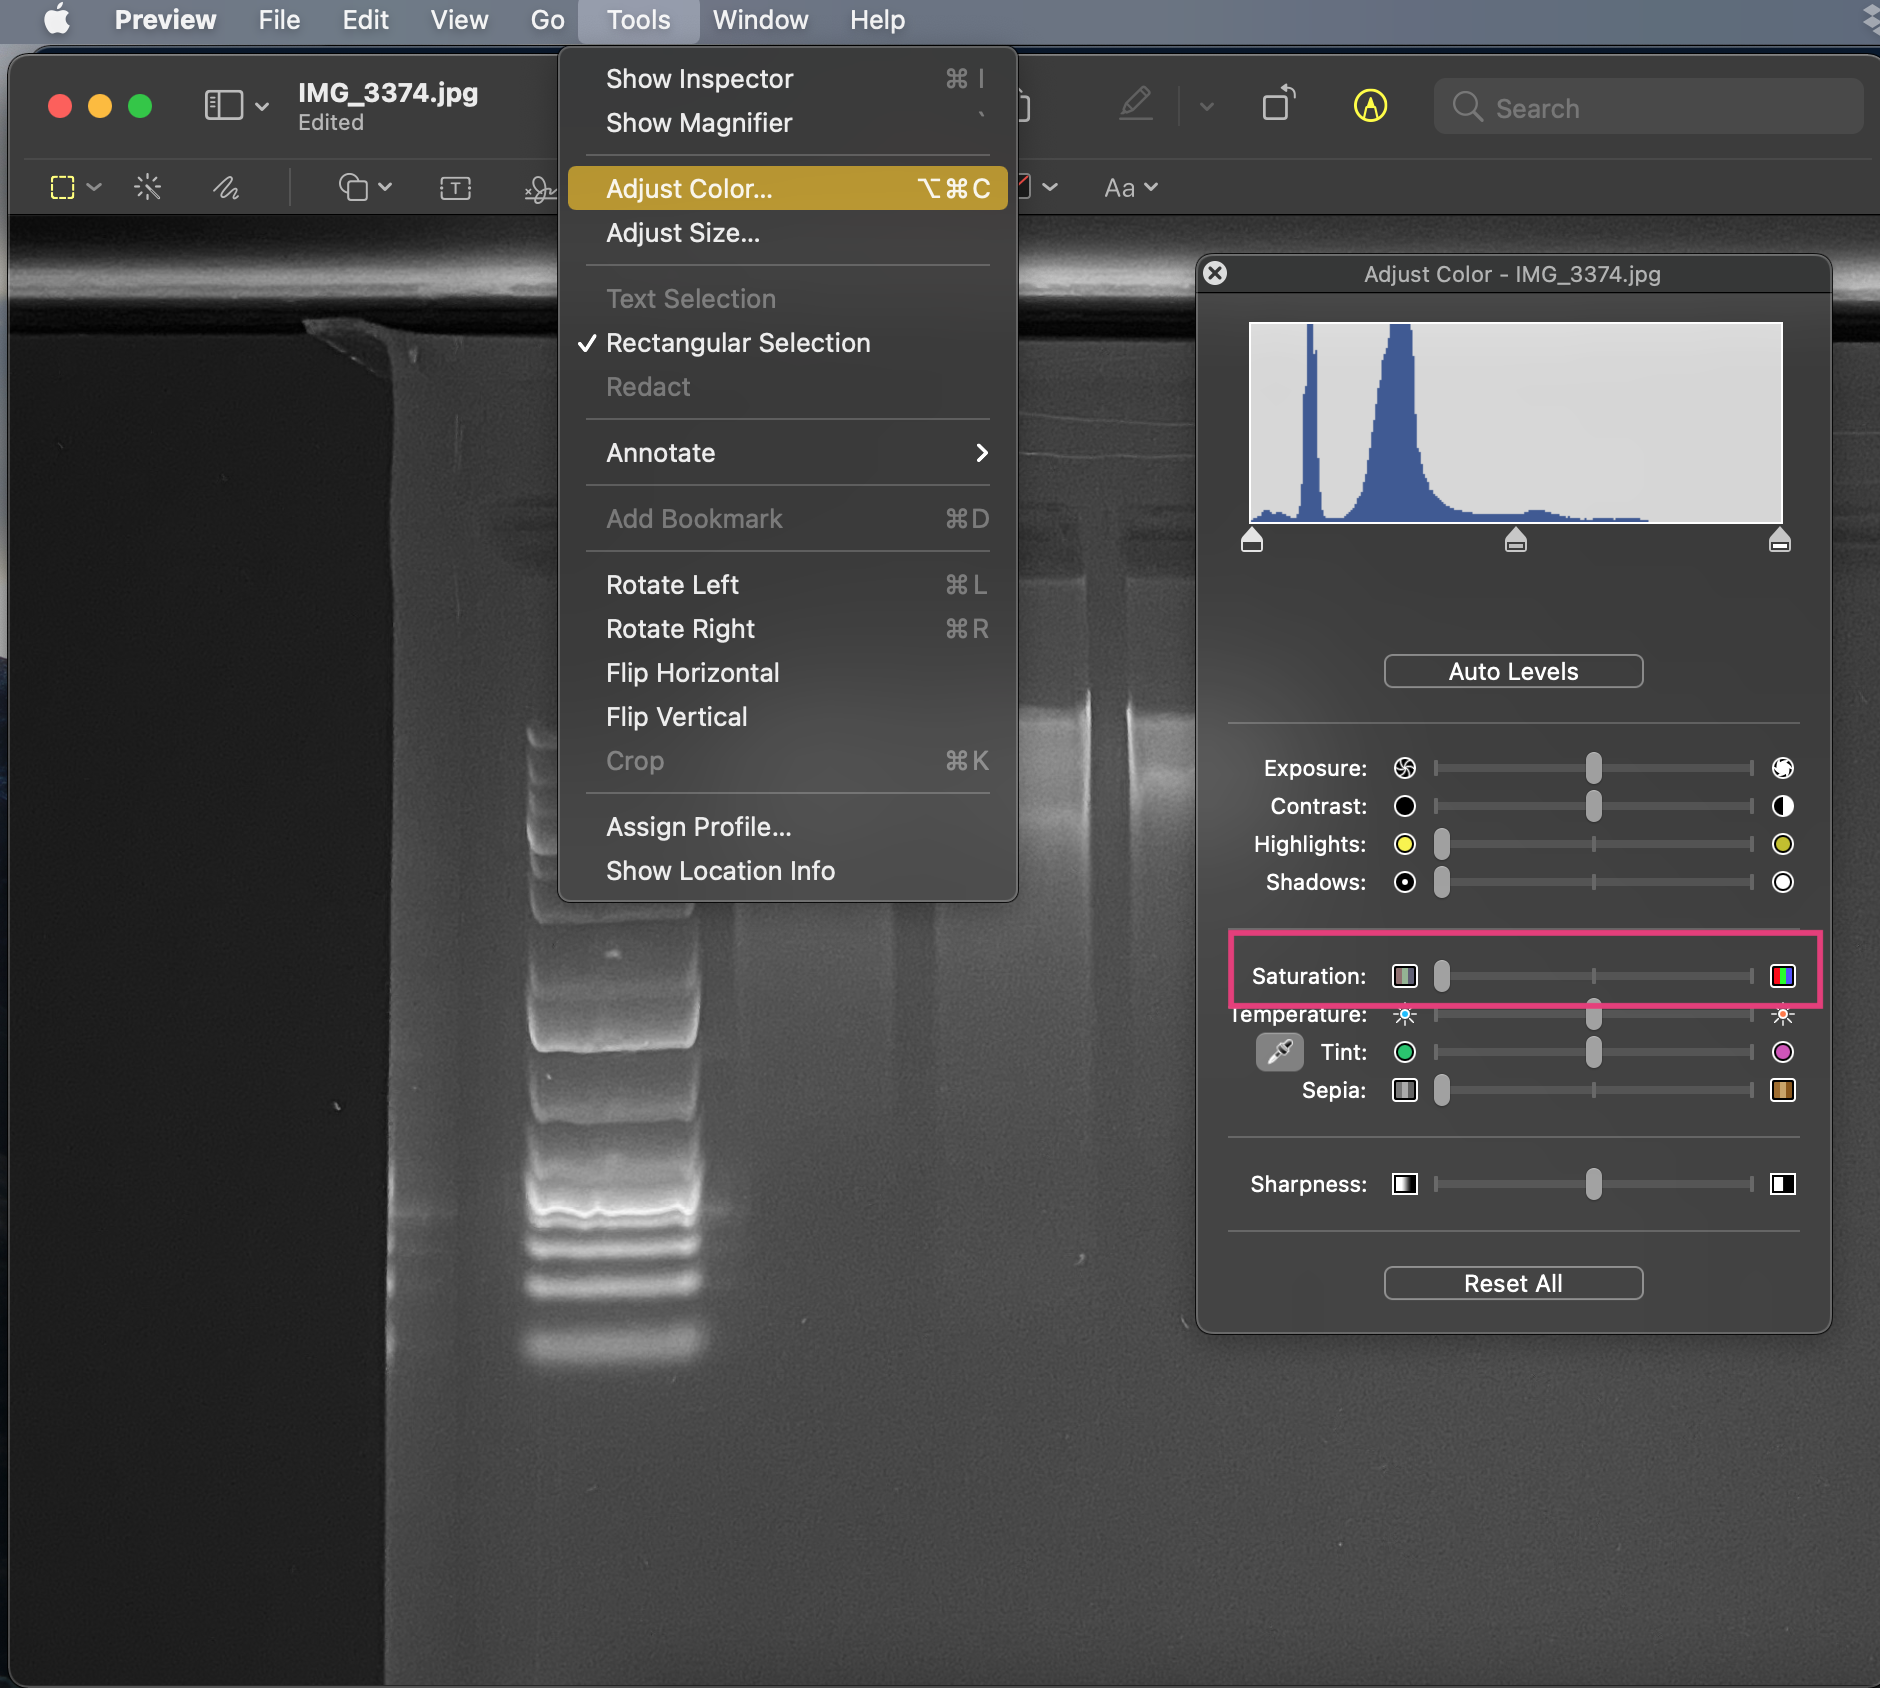 Preview File Edit View Go Tools Window Help
IMG_3374.jpg
Edited
Search
T
Aa
Show Inspector ⌘ I
Show Magnifier `
Adjust Color... ⌥⌘C
Adjust Size...
Text Selection
✓ Rectangular Selection
Redact
Annotate
Add Bookmark ⌘D
Rotate Left ⌘L
Rotate Right ⌘R
Flip Horizontal
Flip Vertical
Crop ⌘K
Assign Profile...
Show Location Info
Adjust Color - IMG_3374.jpg
Auto Levels
Exposure:
Contrast:
Highlights:
Shadows:
Saturation:
Temperature:
Tint:
Sepia:
Sharpness:
Reset All